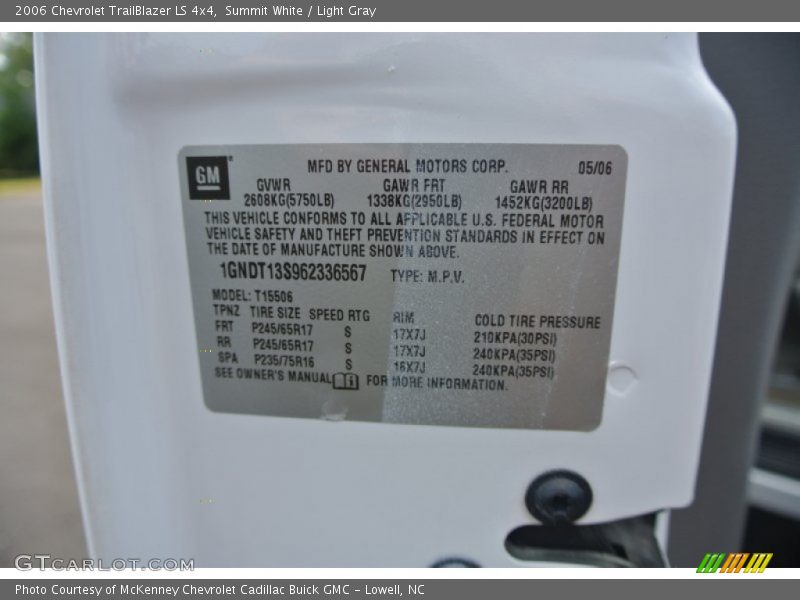 2006 Chevrolet TrailBlazer LS 4x4, Summit White / Light Gray
GM
MFD BY GENERAL MOTORS CORP. 05/06
GVWR GAWR FRT GAWR RR
2608KG(5750LB) 1338KG(2950LB) 1452KG(3200LB)
THIS VEHICLE CONFORMS TO ALL APPLICABLE U.S. FEDERAL MOTOR
VEHICLE SAFETY AND THEFT PREVENTION STANDARDS IN EFFECT ON
THE DATE OF MANUFACTURE SHOWN ABOVE.
1GNDT13S962336567 TYPE: M.P.V.
MODEL: T15506
TPNZ TIRE SIZE SPEED RTG RIM COLD TIRE PRESSURE
FRT P245/65R17 S 17X7J 210KPA(30PSI)
RR P245/65R17 S 17X7J 240KPA(35PSI)
SPA P235/75R16 S 16X7J 240KPA(35PSI)
SEE OWNER'S MANUAL FOR MORE INFORMATION.
GTCARLOT.COM
Photo Courtesy of McKenney Chevrolet Cadillac Buick GMC - Lowell, NC